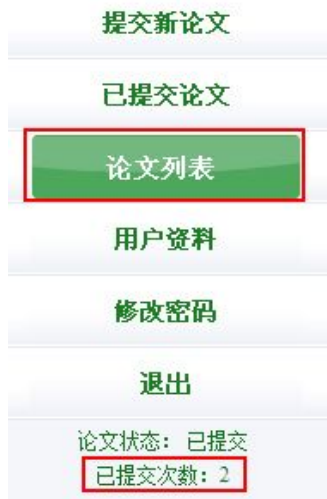 提交新论文
已提交论文
论文列表
用户资料
修改密码
退出
论文状态：已提交
已提交次数：2